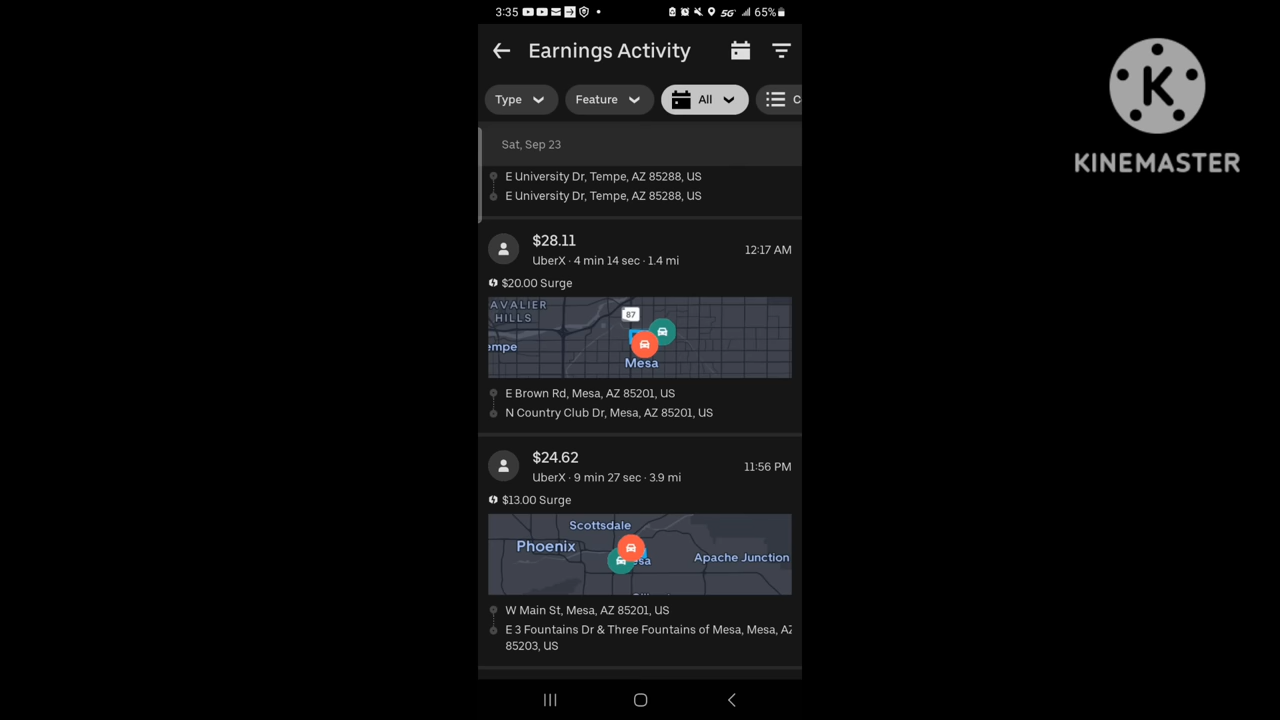 3:35
5G
65%
Earnings Activity
Type
Feature
All
C
Sat, Sep 23
E University Dr, Tempe, AZ 85288, US
E University Dr, Tempe, AZ 85288, US
$28.11
12:17 AM
UberX · 4 min 14 sec · 1.4 mi
$20.00 Surge
AVALIER
HILLS
87
empe
Mesa
E Brown Rd, Mesa, AZ 85201, US
N Country Club Dr, Mesa, AZ 85201, US
$24.62
11:56 PM
UberX · 9 min 27 sec · 3.9 mi
$13.00 Surge
Scottsdale
Phoenix
Apache Junction
esa
W Main St, Mesa, AZ 85201, US
E 3 Fountains Dr & Three Fountains of Mesa, Mesa, AZ
85203, US
K
KINEMASTER